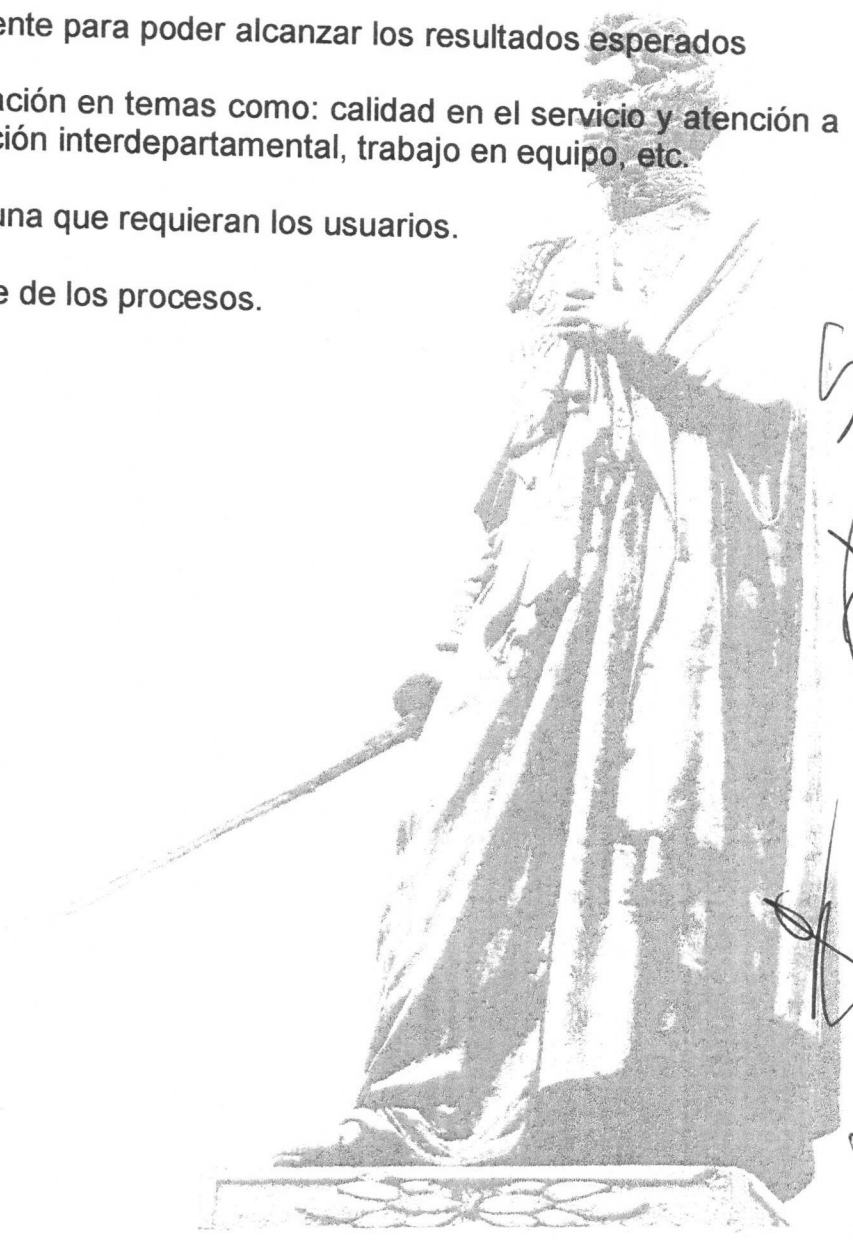 ente para poder alcanzar los resultados esperados
ación en temas como: calidad en el servicio y atención a
ción interdepartamental, trabajo en equipo, etc.
una que requieran los usuarios.
e de los procesos.